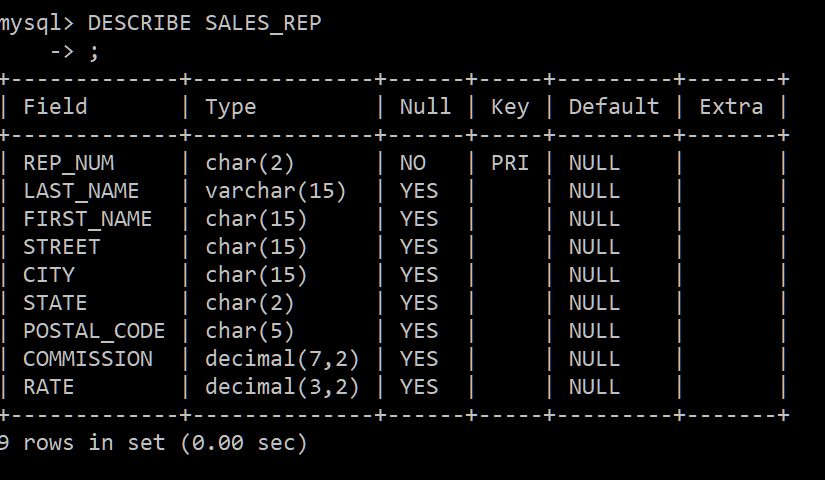 mysql> DESCRIBE SALES_REP
    -> ;
+-------------+--------------+------+-----+---------+-------+
| Field       | Type         | Null | Key | Default | Extra |
+-------------+--------------+------+-----+---------+-------+
| REP_NUM     | char(2)      | NO   | PRI | NULL    |       |
| LAST_NAME   | varchar(15)  | YES  |     | NULL    |       |
| FIRST_NAME  | char(15)     | YES  |     | NULL    |       |
| STREET      | char(15)     | YES  |     | NULL    |       |
| CITY        | char(15)     | YES  |     | NULL    |       |
| STATE       | char(2)      | YES  |     | NULL    |       |
| POSTAL_CODE | char(5)      | YES  |     | NULL    |       |
| COMMISSION  | decimal(7,2) | YES  |     | NULL    |       |
| RATE        | decimal(3,2) | YES  |     | NULL    |       |
+-------------+--------------+------+-----+---------+-------+
9 rows in set (0.00 sec)